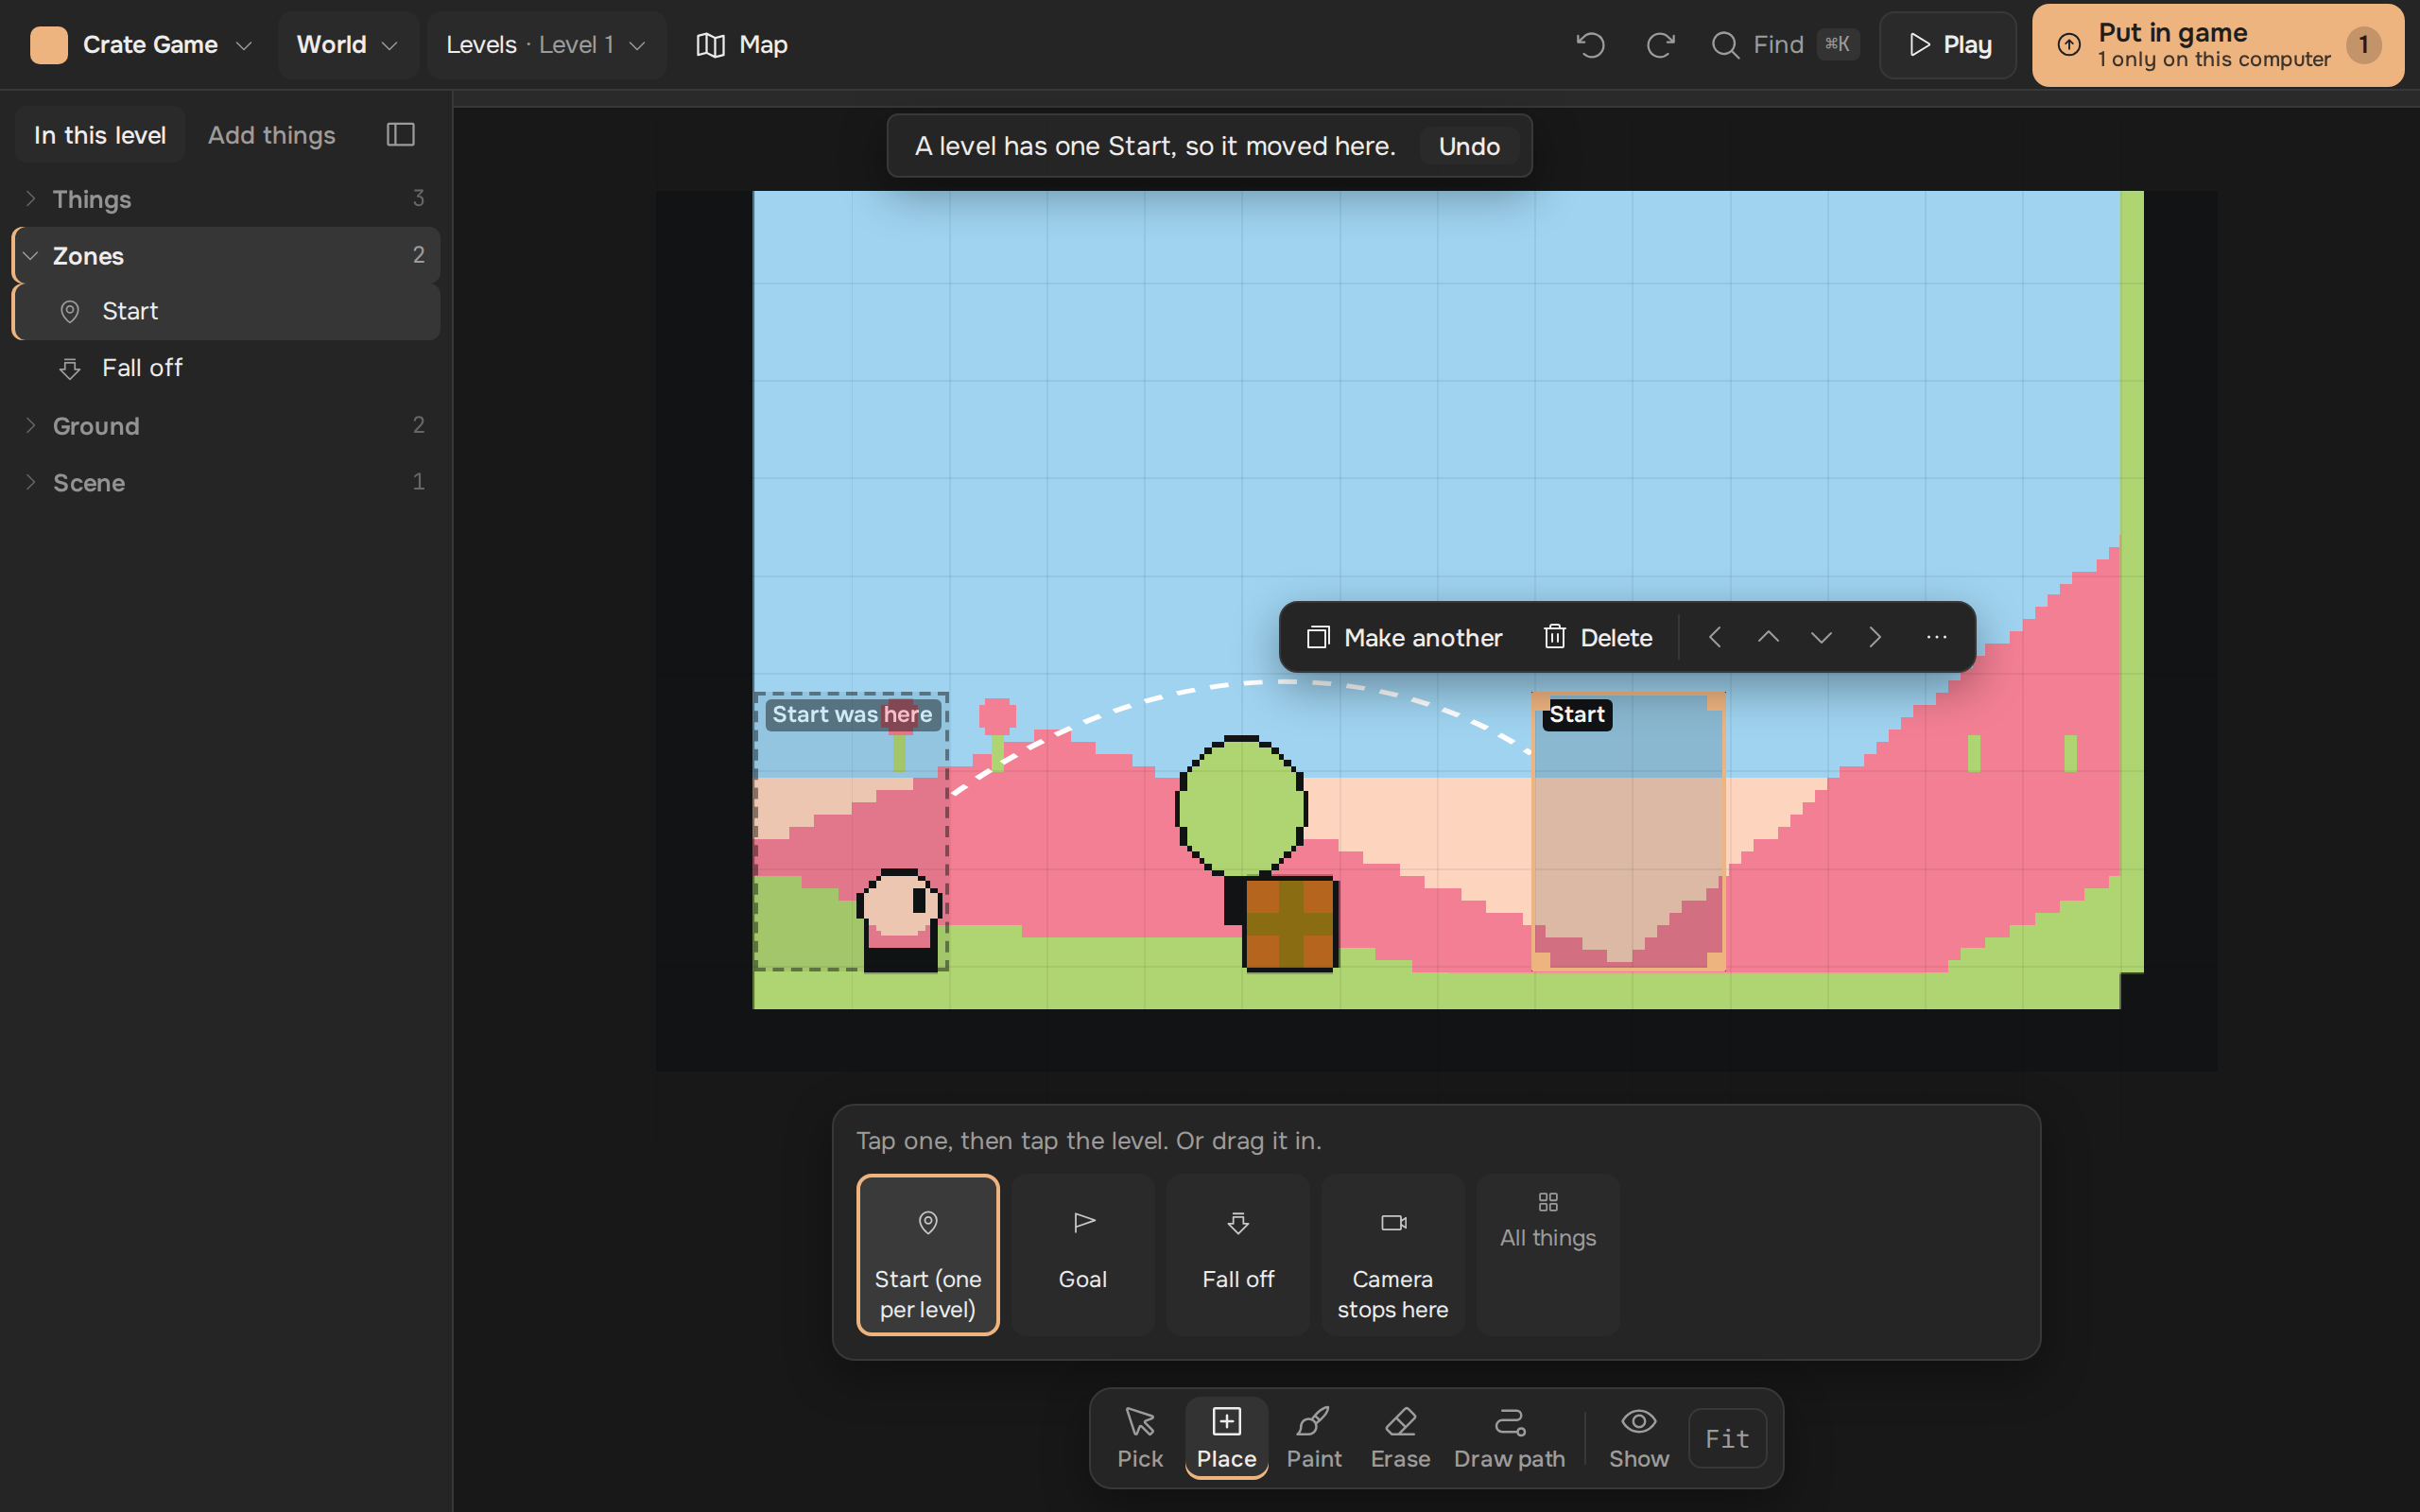 Crate Game
World
Levels · Level 1
Map
Find ⌘K
Play
Put in game
1 only on this computer
1
In this level
Add things
Things 3
Zones 2
Start
Fall off
Ground 2
Scene 1
A level has one Start, so it moved here.
Undo
Make another
Delete
Start was here
Start
Tap one, then tap the level. Or drag it in.
Start (one
per level)
Goal
Fall off
Camera
stops here
All things
Pick
Place
Paint
Erase
Draw path
Show
Fit